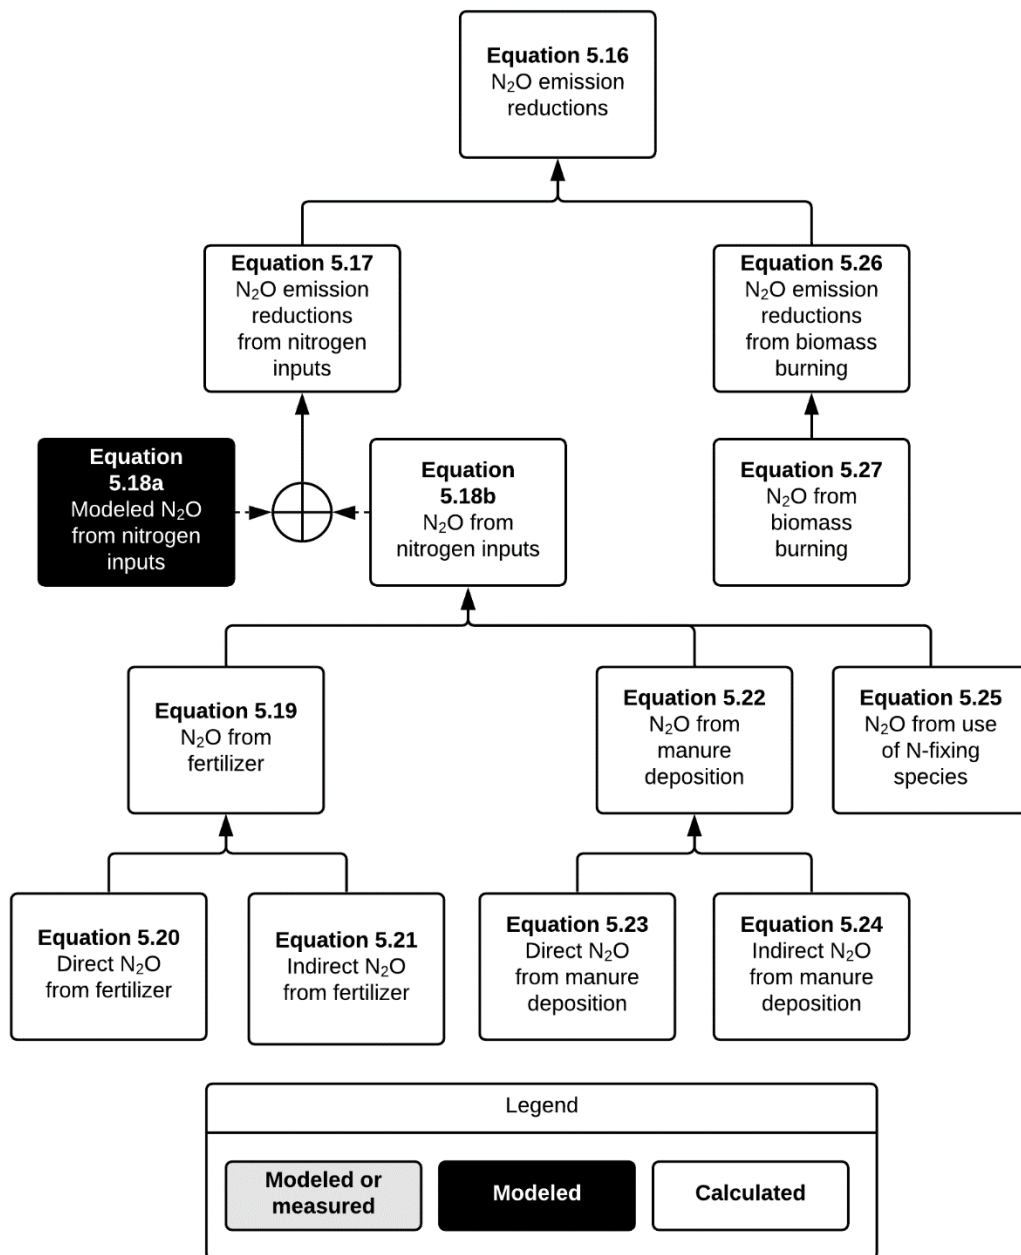 Equation 5.16
N₂O emission
reductions
Equation 5.17
N₂O emission
reductions
from nitrogen
inputs
Equation 5.26
N₂O emission
reductions
from biomass
burning
Equation
5.18a
Modeled N₂O
from nitrogen
inputs
Equation
5.18b
N₂O from
nitrogen inputs
Equation 5.27
N₂O from
biomass
burning
Equation 5.19
N₂O from
fertilizer
Equation 5.22
N₂O from
manure
deposition
Equation 5.25
N₂O from use
of N-fixing
species
Equation 5.20
Direct N₂O
from fertilizer
Equation 5.21
Indirect N₂O
from fertilizer
Equation 5.23
Direct N₂O
from manure
deposition
Equation 5.24
Indirect N₂O
from manure
deposition
Legend
Modeled or
measured
Modeled
Calculated